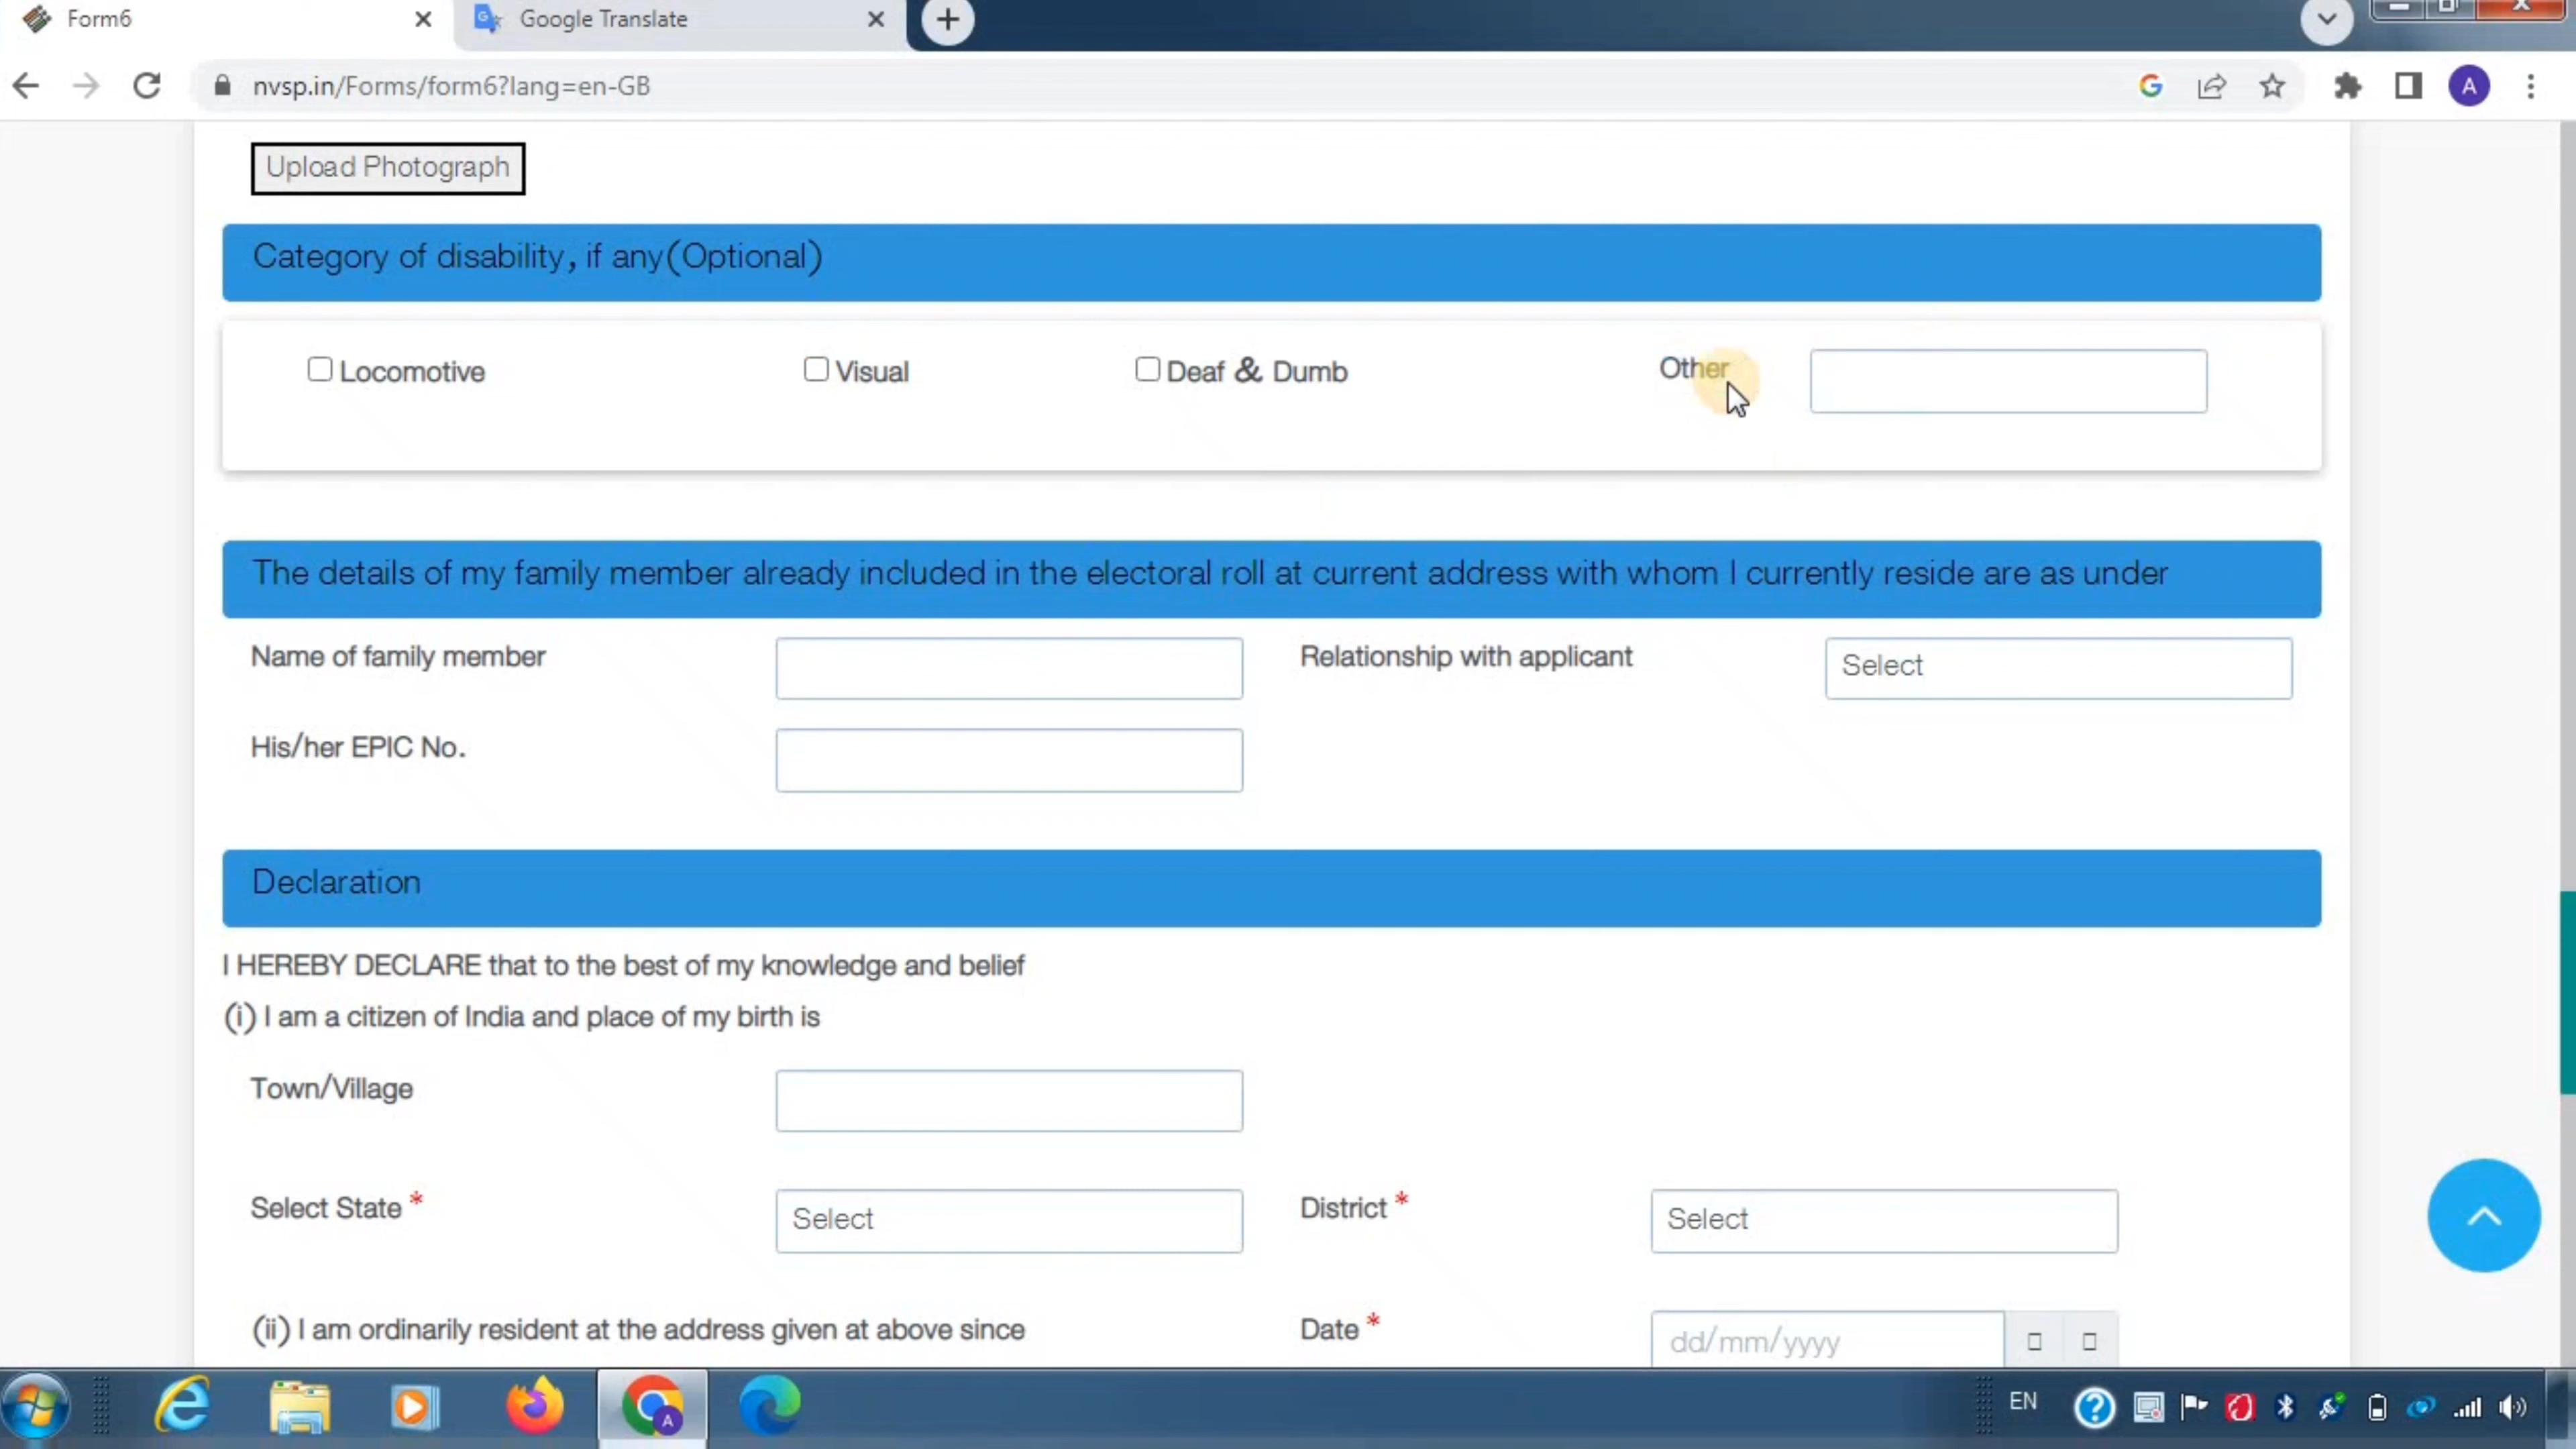 Form6
Google Translate
nvsp.in/Forms/form6?lang=en-GB
A
Upload Photograph
Category of disability, if any(Optional)
Locomotive Visual Deaf & Dumb Other
The details of my family member already included in the electoral roll at current address with whom I currently reside are as under
Name of family member Relationship with applicant Select
His/her EPIC No.
Declaration
I HEREBY DECLARE that to the best of my knowledge and belief
(i) I am a citizen of India and place of my birth is
Town/Village
Select State * Select District * Select
(ii) I am ordinarily resident at the address given at above since Date * dd/mm/yyyy
A
EN